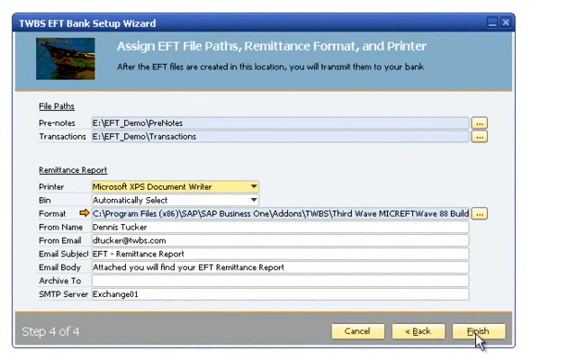 TWBS EFT Bank Setup Wizard
Assign EFT File Paths, Remittance Format, and Printer
After the EFT files are created in this location, you will transmit them to your bank
File Paths
Pre-notes E:\EFT_Demo\PreNotes ...
Transactions E:\EFT_Demo\Transactions ...
Remittance Report
Printer Microsoft XPS Document Writer
Bin Automatically Select
Format C:\Program Files (x86)\SAP\SAP Business One\Addons\TWBS\Third Wave MICREFTWave 88 Build ...
From Name Dennis Tucker
From Email dtucker@twbs.com
Email Subject EFT - Remittance Report
Email Body Attached you will find your EFT Remittance Report
Archive To
SMTP Server Exchange01
Step 4 of 4 Cancel < Back Finish